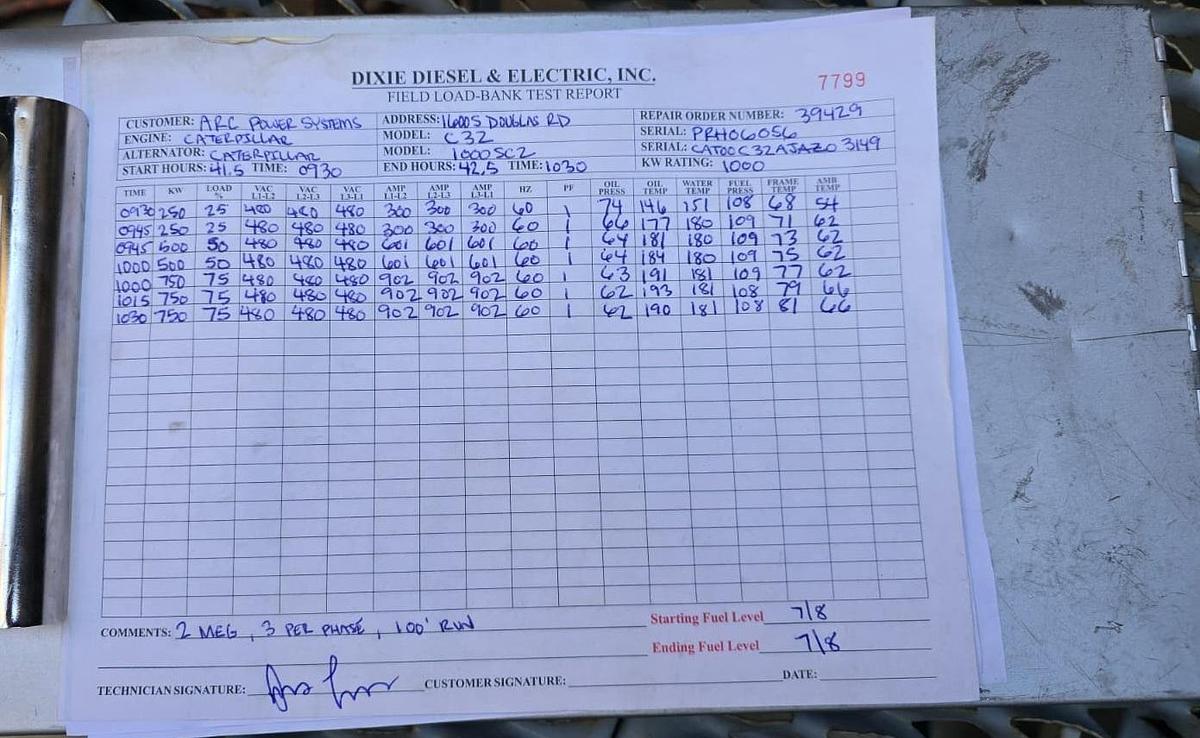 DIXIE DIESEL & ELECTRIC, INC.
7799
FIELD LOAD-BANK TEST REPORT
CUSTOMER: ARC POWER SYSTEMS ADDRESS: 1600 S DOUGLAS RD REPAIR ORDER NUMBER: 39429
ENGINE: CATERPILLAR MODEL: C32 SERIAL: PRH06056
ALTERNATOR: CATERPILLAR MODEL: 1000SC2 SERIAL: CAT00C32AJAZ03149
START HOURS: 41.5 TIME: 0930 END HOURS: 42.5 TIME: 1030 KW RATING: 1000
TIME KW LOAD % VAC L1-L2 VAC L2-L3 VAC L3-L1 AMP L1-L2 AMP L2-L3 AMP L3-L1 HZ PF OIL PRESS OIL TEMP WATER TEMP FUEL PRESS FRAME TEMP AMB TEMP
0930 250 25 480 480 480 300 300 300 60 1 74 146 151 108 68 54
0945 250 25 480 480 480 300 300 300 60 1 66 177 180 109 71 62
0945 500 50 480 480 480 601 601 601 60 1 64 181 180 109 73 62
1000 500 50 480 480 480 601 601 601 60 1 64 184 180 109 75 62
1000 750 75 480 480 480 902 902 902 60 1 63 191 181 109 77 62
1015 750 75 480 480 480 902 902 902 60 1 62 193 181 108 79 66
1030 750 75 480 480 480 902 902 902 60 1 62 190 181 108 81 66
COMMENTS: 2 MEG, 3 PER PHASE, 100' RUN Starting Fuel Level 7/8
Ending Fuel Level 7/8
TECHNICIAN SIGNATURE: CUSTOMER SIGNATURE: DATE: